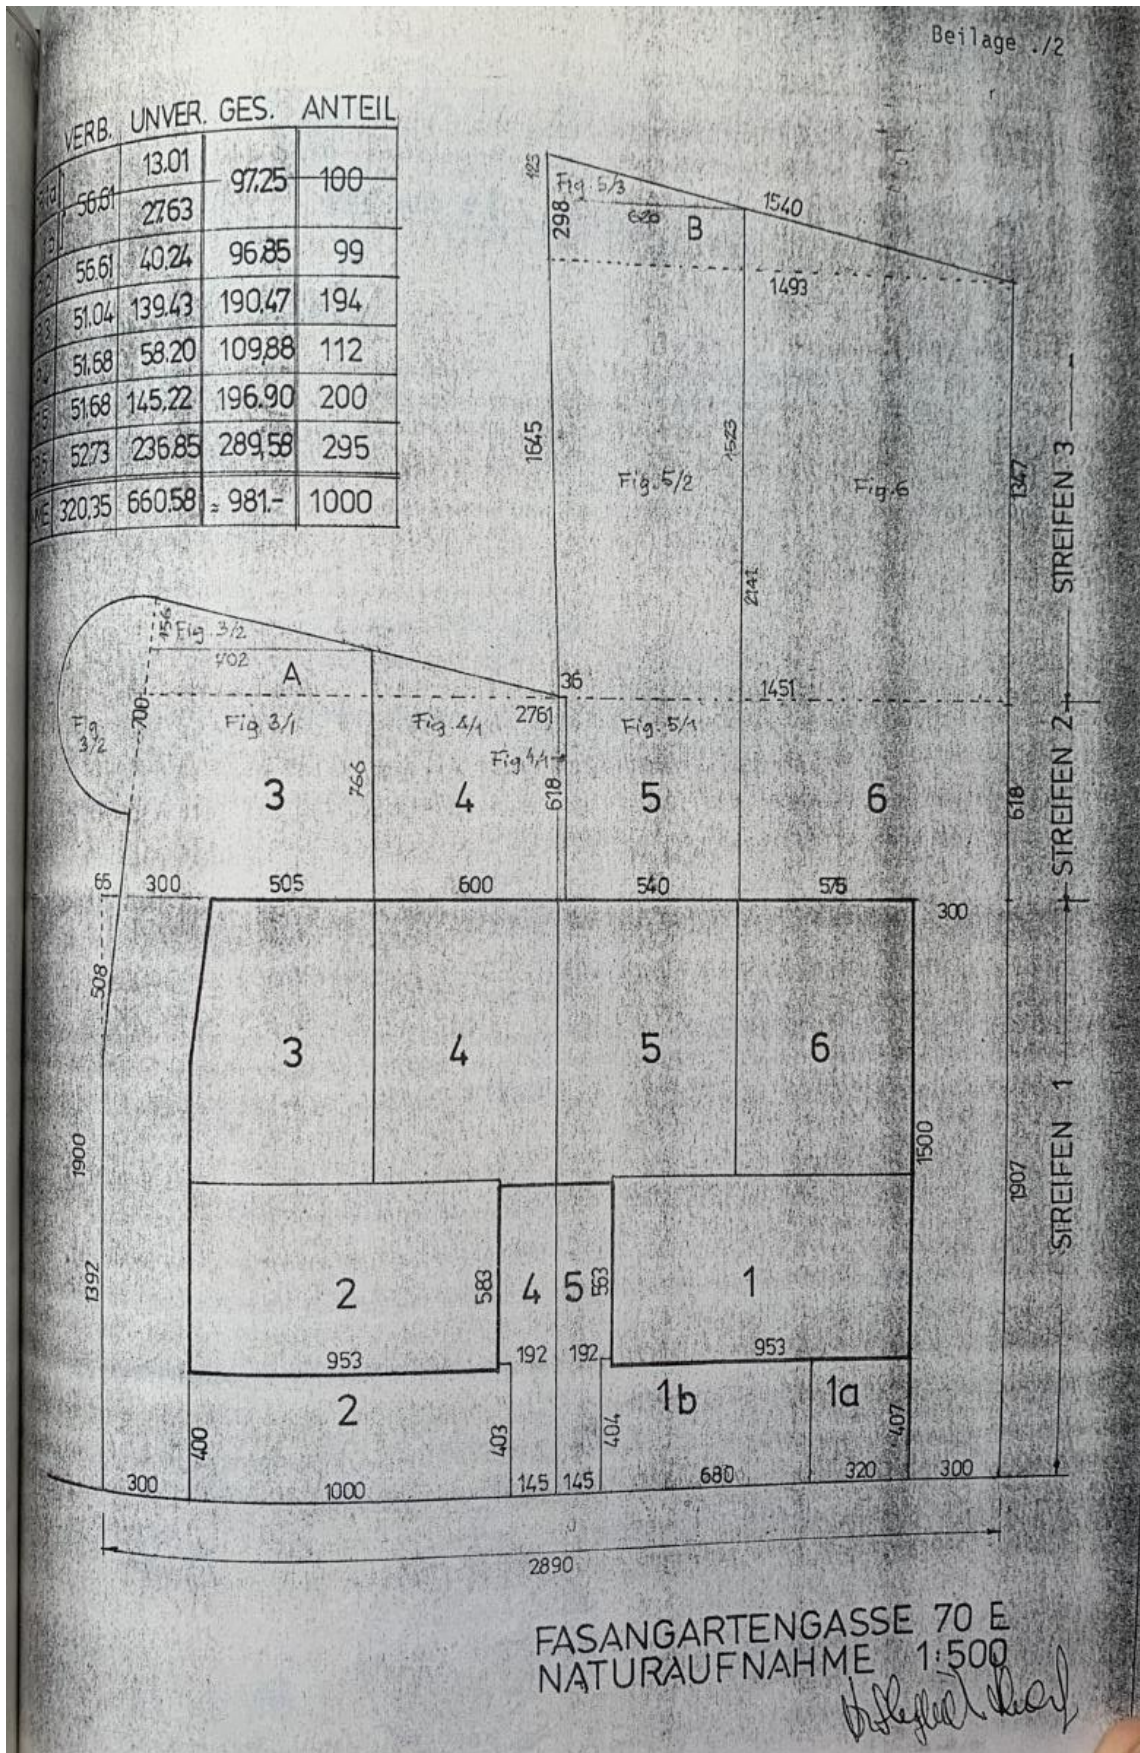 Beilage ./2
VERB. UNVER. GES. ANTEIL
56.61 13.01 97.25 100
27.63
56.61 40.24 96.85 99
51.04 139.43 190.47 194
51.68 58.20 109,88 112
51.68 145.22 196.90 200
52.73 236.85 289,58 295
320.35 660.58 ≈ 981.- 1000
123
Fig. 5/3
1540
298
628
B
1493
1645
1523
Fig. 5/2
Fig. 6
1347
STREIFEN 3
2141
156
Fig. 3/2
702
A
36
1451
700
Fig 3/1
Fig. 4/1
2761
Fig. 5/1
Fig 3/2
Fig 4,1
766
618
618
STREIFEN 2
3 4 5 6
65 300 505 600 540 575
300
508
3 4 5 6
1900
1500
1907
STREIFEN 1
1392
2
583
4 5
563
1
953 192 192 953
2
1b
1a
400
403
404
407
300 1000 145 145 680 320 300
2890
FASANGARTENGASSE 70 E
NATURAUFNAHME 1:500